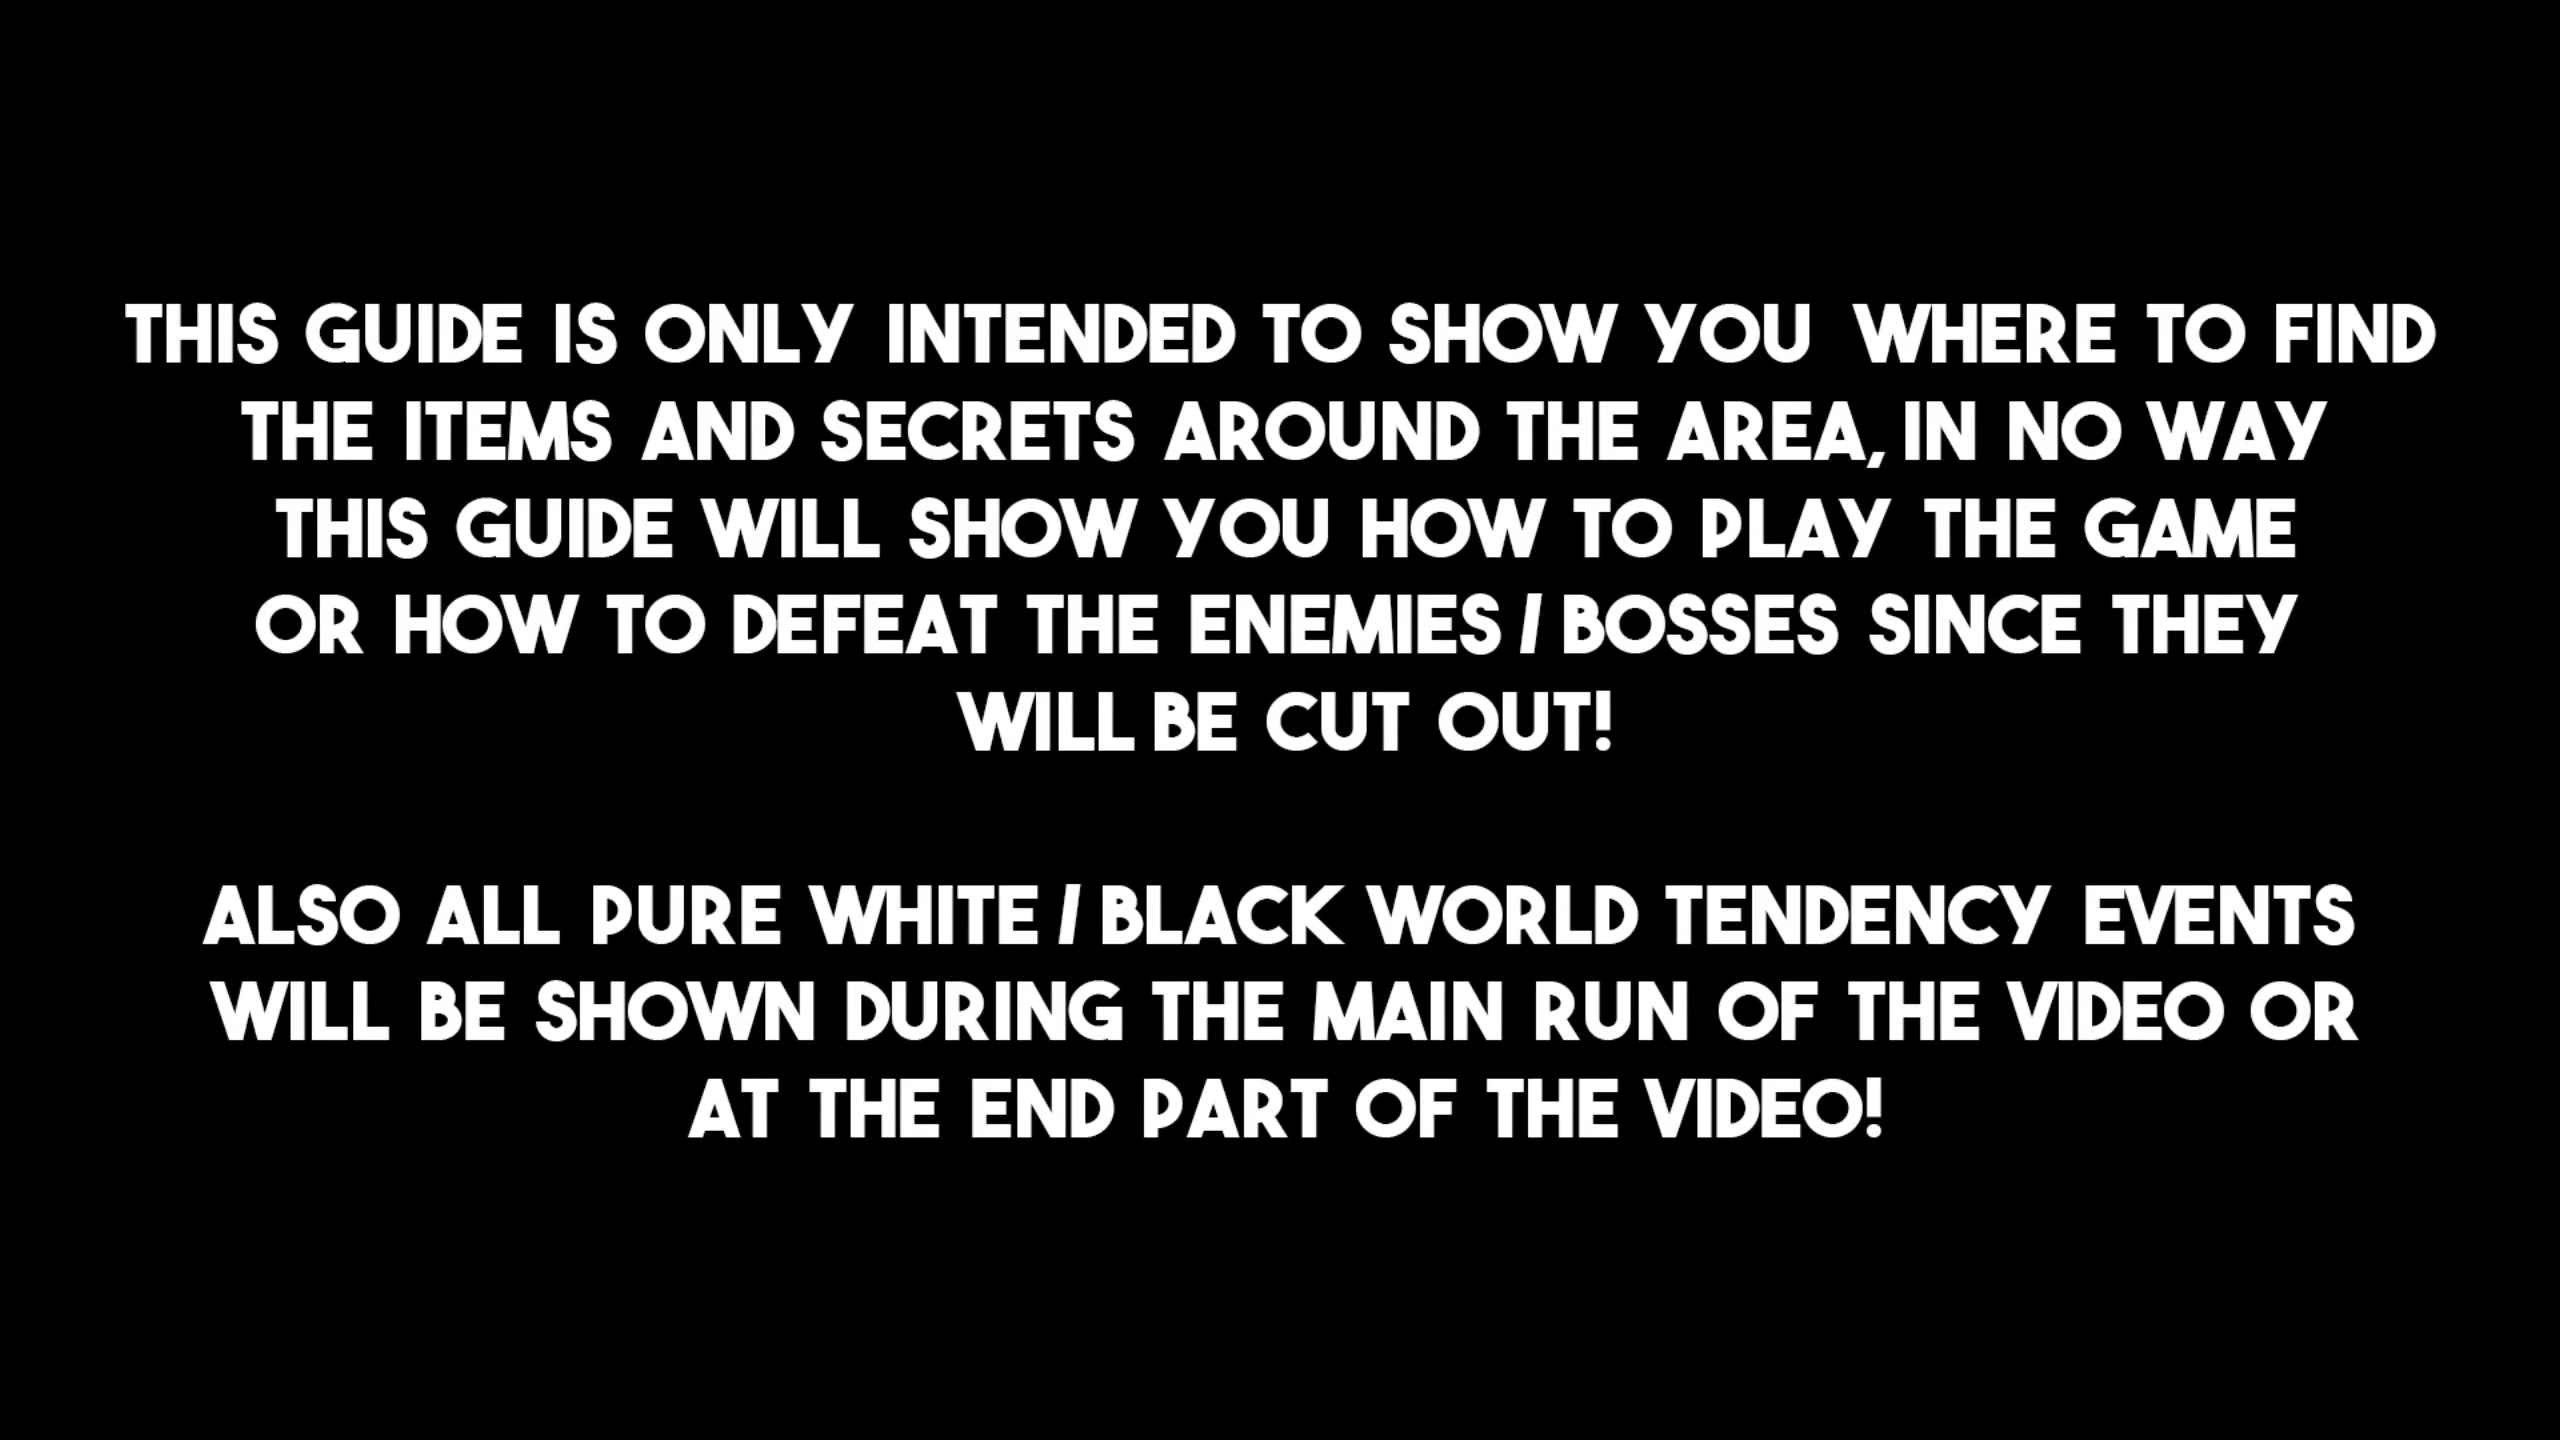 THIS GUIDE IS ONLY INTENDED TO SHOW YOU WHERE TO FIND
THE ITEMS AND SECRETS AROUND THE AREA, IN NO WAY
THIS GUIDE WILL SHOW YOU HOW TO PLAY THE GAME
OR HOW TO DEFEAT THE ENEMIES / BOSSES SINCE THEY
WILL BE CUT OUT!
ALSO ALL PURE WHITE / BLACK WORLD TENDENCY EVENTS
WILL BE SHOWN DURING THE MAIN RUN OF THE VIDEO OR
AT THE END PART OF THE VIDEO!